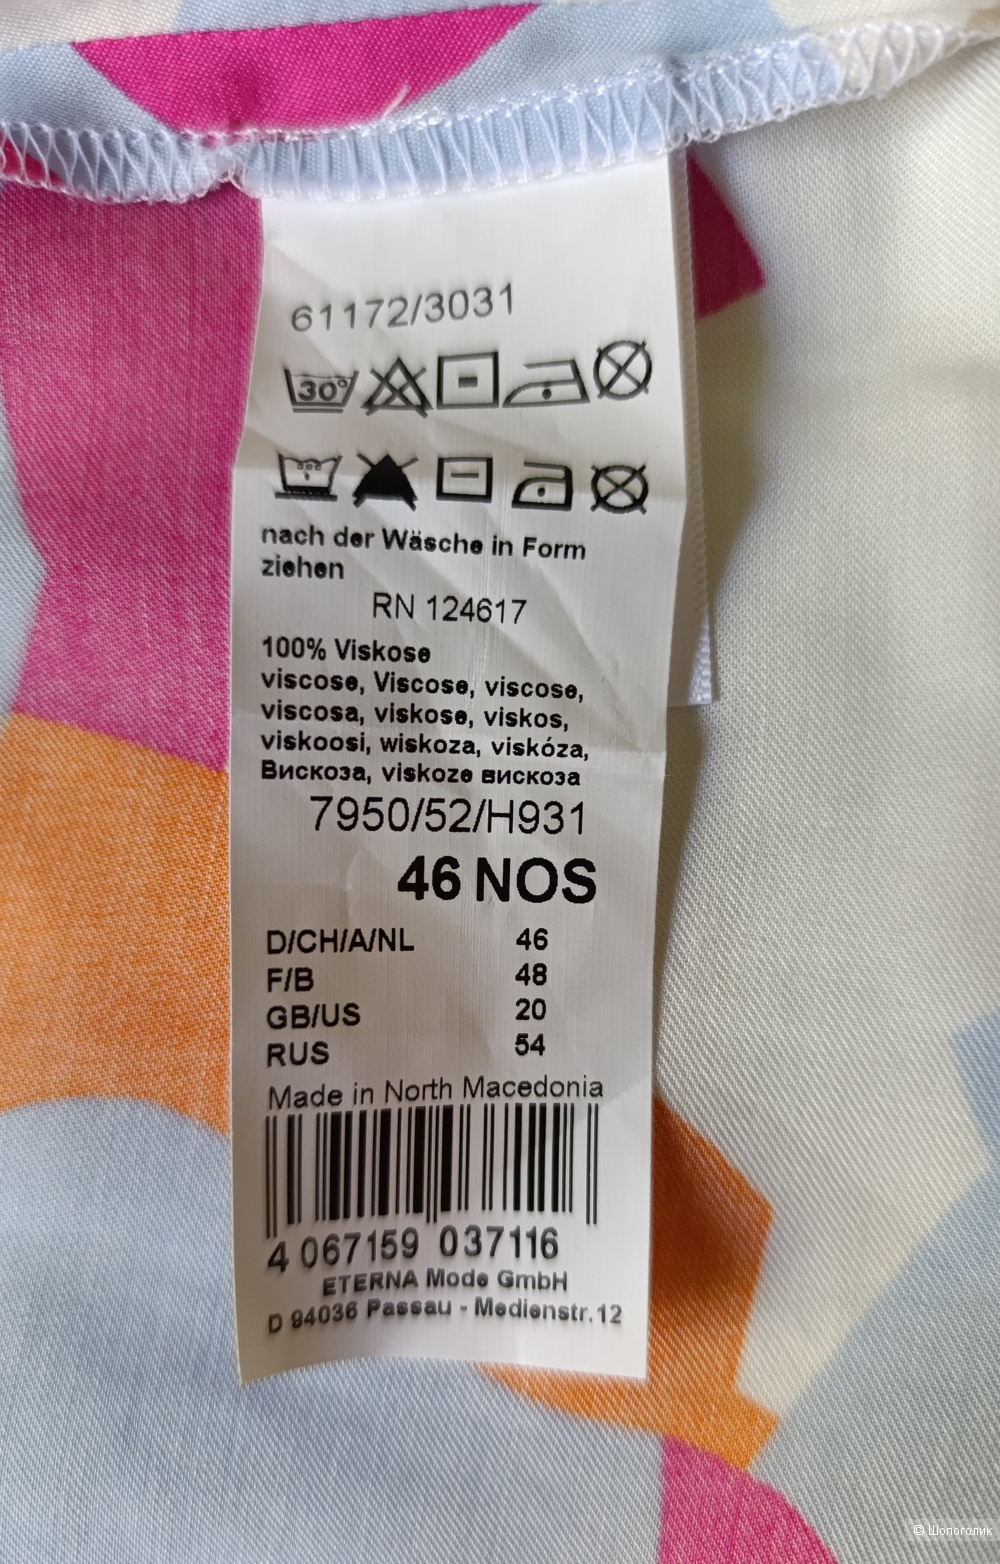 61172/3031
30°
nach der Wäsche in Form
ziehen
RN 124617
100% Viskose
viscose, Viscose, viscose,
viscosa, viskose, viskos,
viskoosi, wiskoza, viskóza,
Вискоза, viskoze вискоза
7950/52/H931
46 NOS
D/CH/A/NL 46
F/B 48
GB/US 20
RUS 54
Made in North Macedonia
4 067159 037116
ETERNA Mode GmbH
D 94036 Passau - Medienstr. 12
© Шопоголик